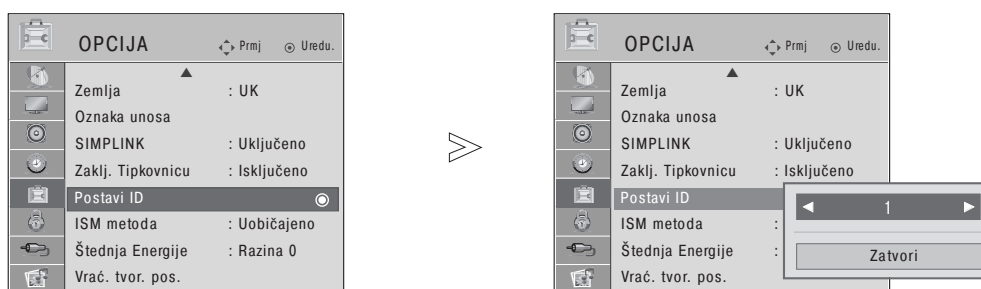 OPCIJA Prmj Uredu.
Zemlja : UK
Oznaka unosa
SIMPLINK : Uključeno
Zaklj. Tipkovnicu : Isključeno
Postavi ID
ISM metoda : Uobičajeno
Štednja Energije : Razina 0
Vrać. tvor. pos.
OPCIJA Prmj Uredu.
Zemlja : UK
Oznaka unosa
SIMPLINK : Uključeno
Zaklj. Tipkovnicu : Isključeno
Postavi ID
1
ISM metoda :
Štednja Energije :
Zatvori
Vrać. tvor. pos.